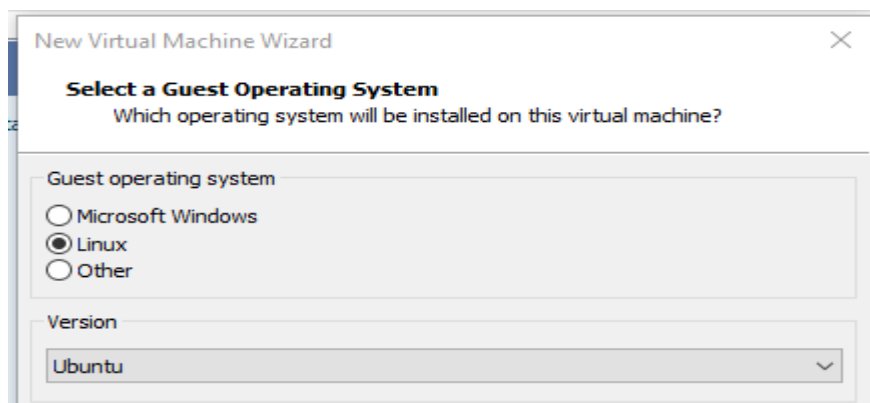 New Virtual Machine Wizard
Select a Guest Operating System
Which operating system will be installed on this virtual machine?
Guest operating system
Microsoft Windows
Linux
Other
Version
Ubuntu